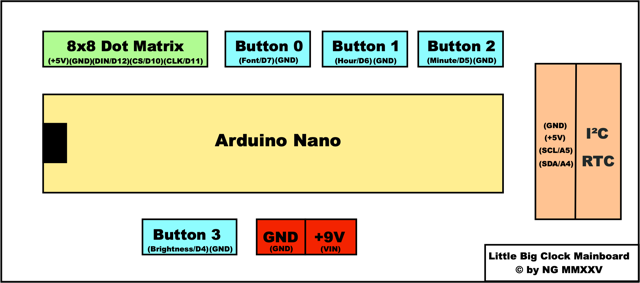 8x8 Dot Matrix
(+5V)(GND)(DIN/D12)(CS/D10)(CLK/D11)
Button 0
(Font/D7)(GND)
Button 1
(Hour/D6)(GND)
Button 2
(Minute/D5)(GND)
Arduino Nano
(GND)
(+5V)
(SCL/A5)
(SDA/A4)
I²C
RTC
Button 3
(Brightness/D4)(GND)
GND
(GND)
+9V
(VIN)
Little Big Clock Mainboard
© by NG MMXXV